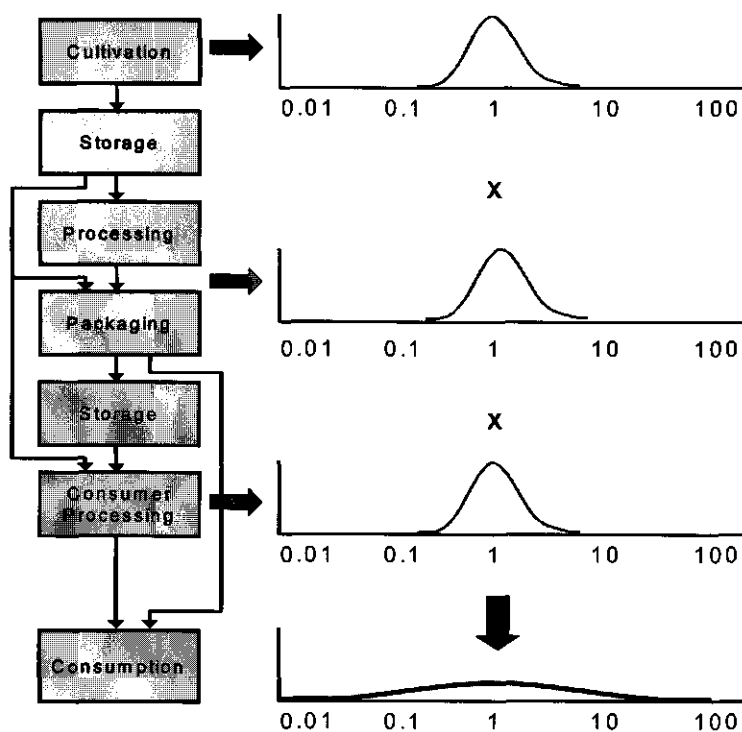 Cultivation
0.01 0.1 1 10 100
Storage
X
Processing
Packaging
0.01 0.1 1 10 100
Storage
X
Consumer
Processing
0.01 0.1 1 10 100
Consumption
0.01 0.1 1 10 100